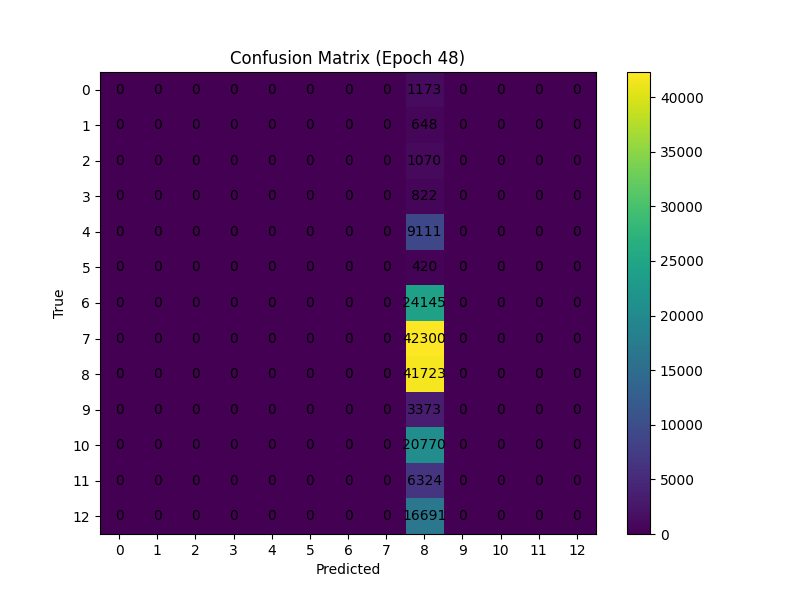 Confusion Matrix (Epoch 48)
0 0 0 0 0 0 0 0 0 1173 0 0 0 0
1 0 0 0 0 0 0 0 0 648 0 0 0 0
2 0 0 0 0 0 0 0 0 1070 0 0 0 0
3 0 0 0 0 0 0 0 0 822 0 0 0 0
4 0 0 0 0 0 0 0 0 9111 0 0 0 0
5 0 0 0 0 0 0 0 0 420 0 0 0 0
6 0 0 0 0 0 0 0 0 24145 0 0 0 0
7 0 0 0 0 0 0 0 0 42300 0 0 0 0
8 0 0 0 0 0 0 0 0 41723 0 0 0 0
9 0 0 0 0 0 0 0 0 3373 0 0 0 0
10 0 0 0 0 0 0 0 0 20770 0 0 0 0
11 0 0 0 0 0 0 0 0 6324 0 0 0 0
12 0 0 0 0 0 0 0 0 16691 0 0 0 0
0 1 2 3 4 5 6 7 8 9 10 11 12
Predicted
True
40000
35000
30000
25000
20000
15000
10000
5000
0